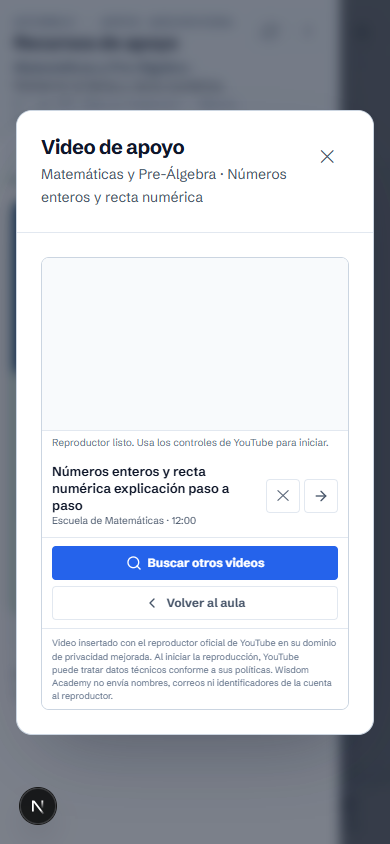 Recursos de apoyo
Video de apoyo
Matemáticas y Pre-Álgebra · Números
enteros y recta numérica
Reproductor listo. Usa los controles de YouTube para iniciar.
Números enteros y recta
numérica explicación paso a
paso
Escuela de Matemáticas · 12:00
Buscar otros videos
Volver al aula
Video insertado con el reproductor oficial de YouTube en su dominio
de privacidad mejorada. Al iniciar la reproducción, YouTube
puede tratar datos técnicos conforme a sus políticas. Wisdom
Academy no envía nombres, correos ni identificadores de la cuenta
al reproductor.
N